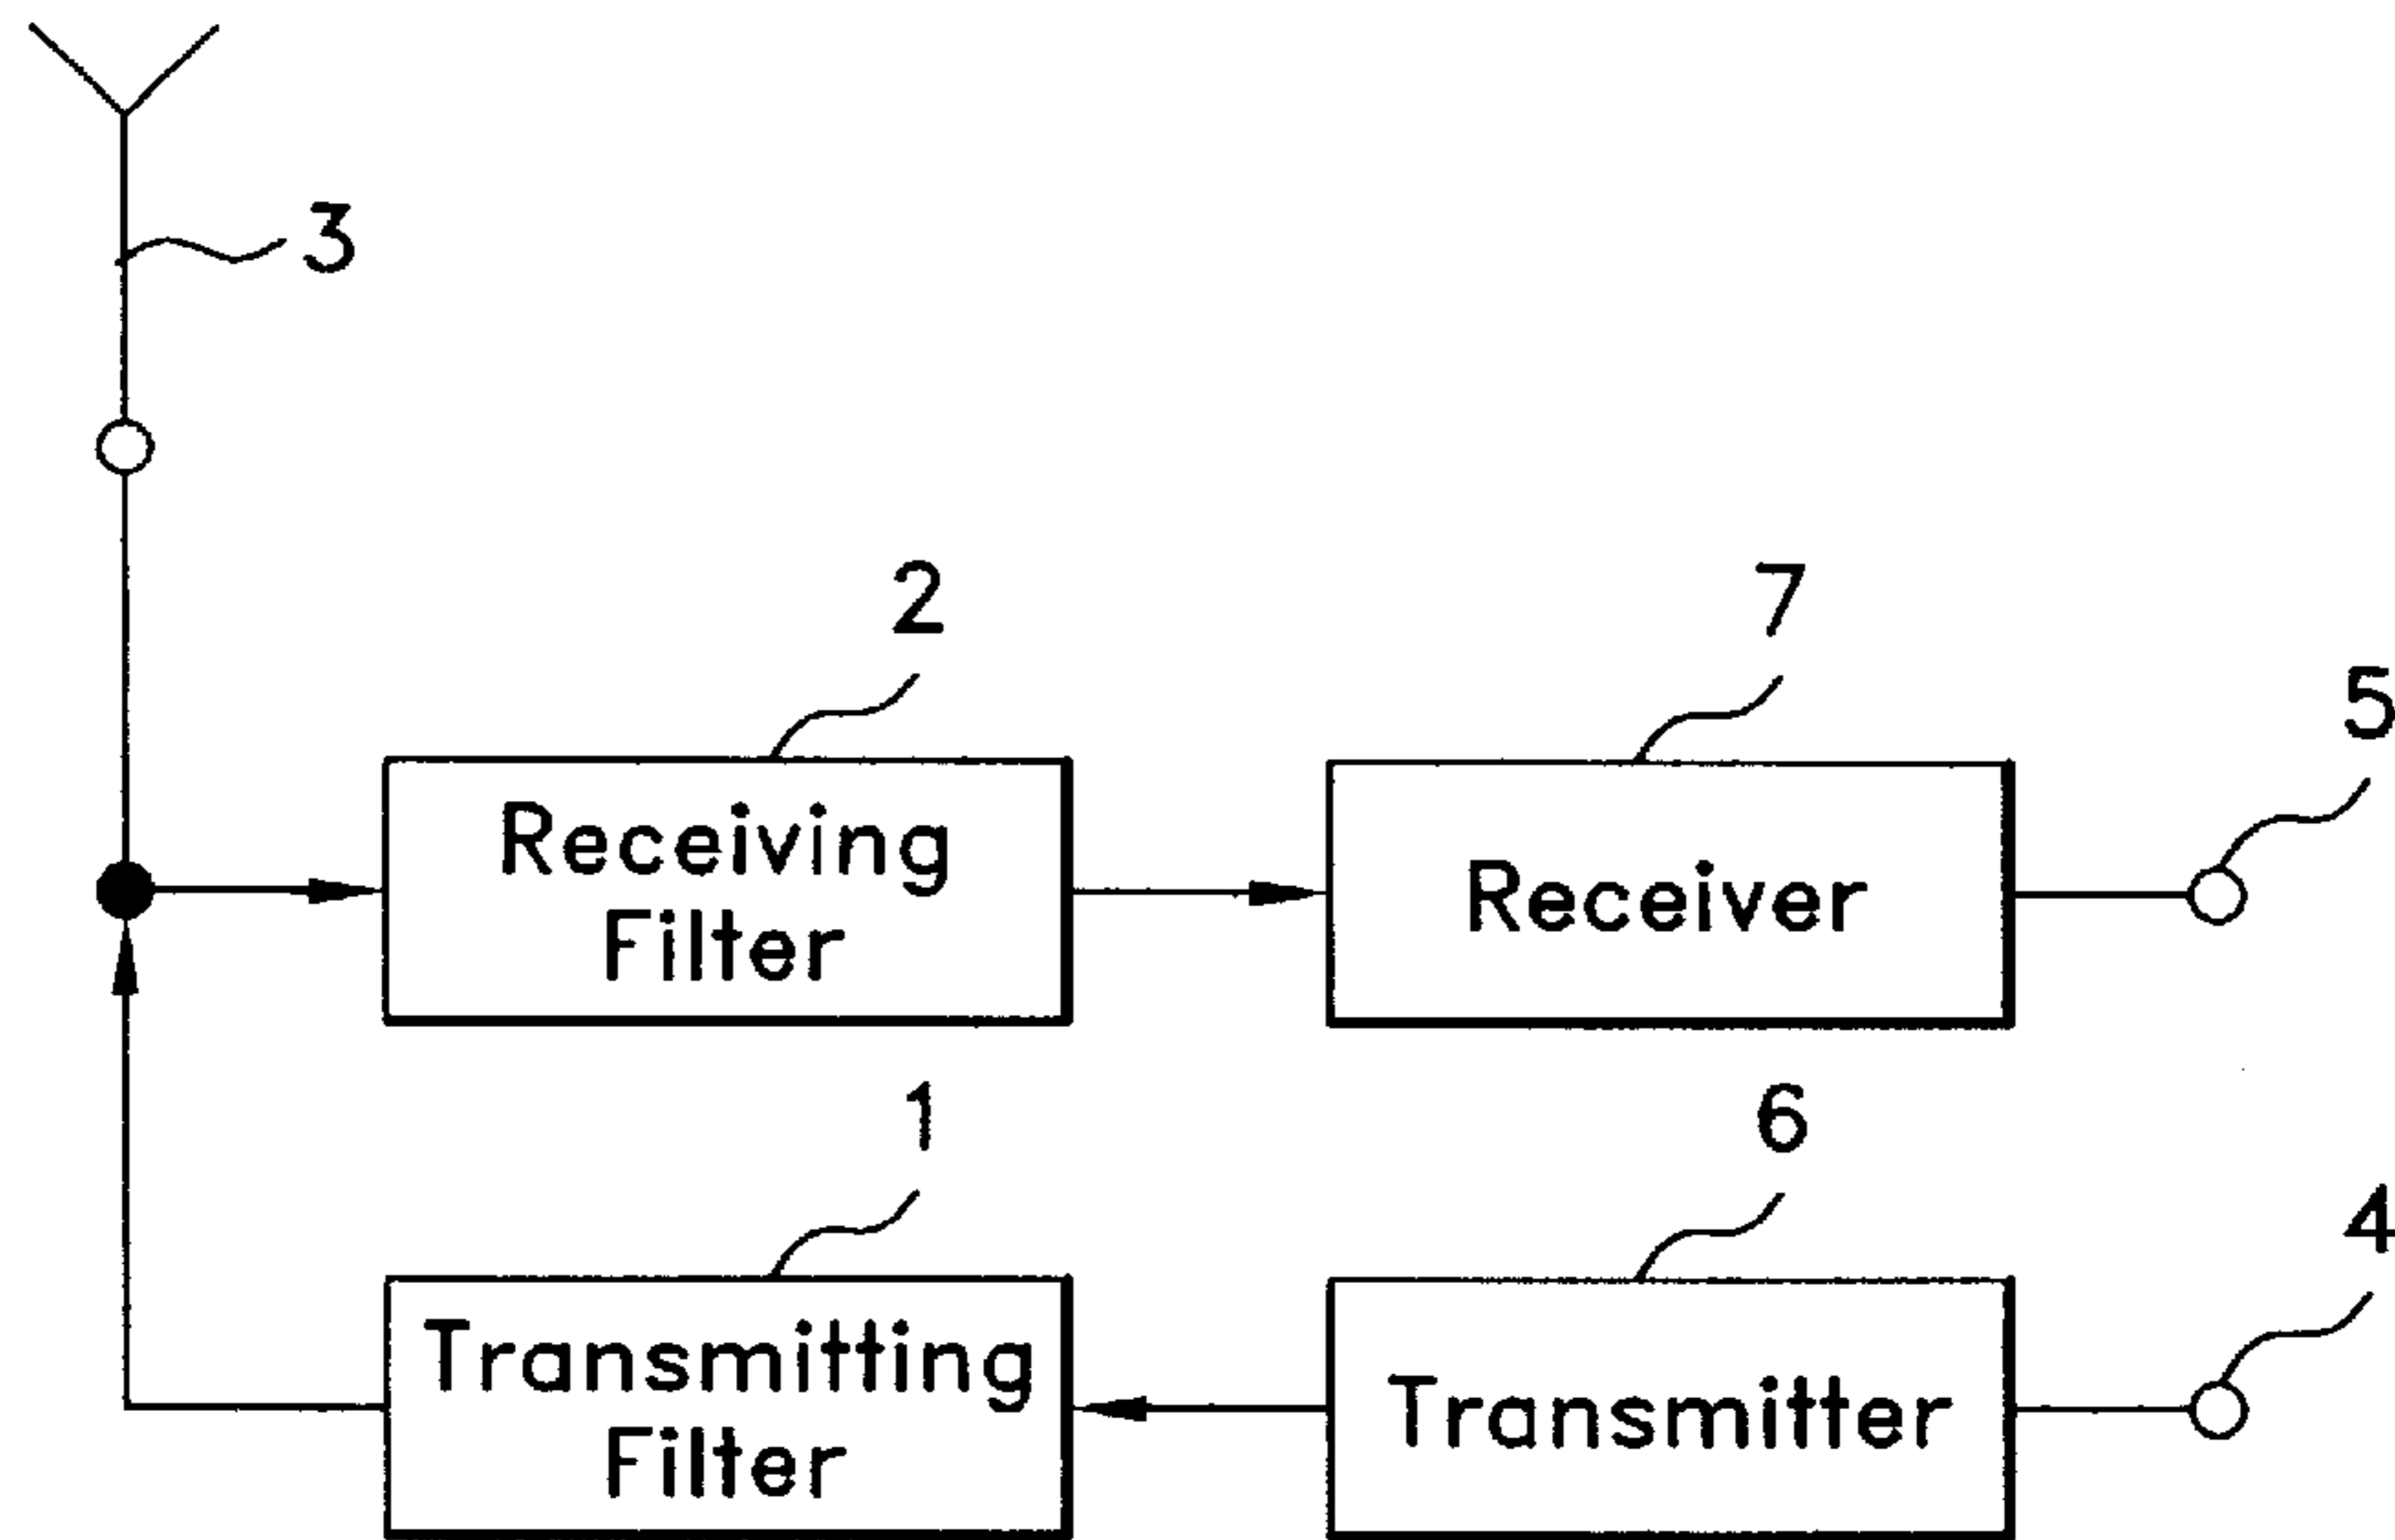 3
2
7
5
Receiving
Filter
Receiver
1
6
4
Transmitting
Filter
Transmitter